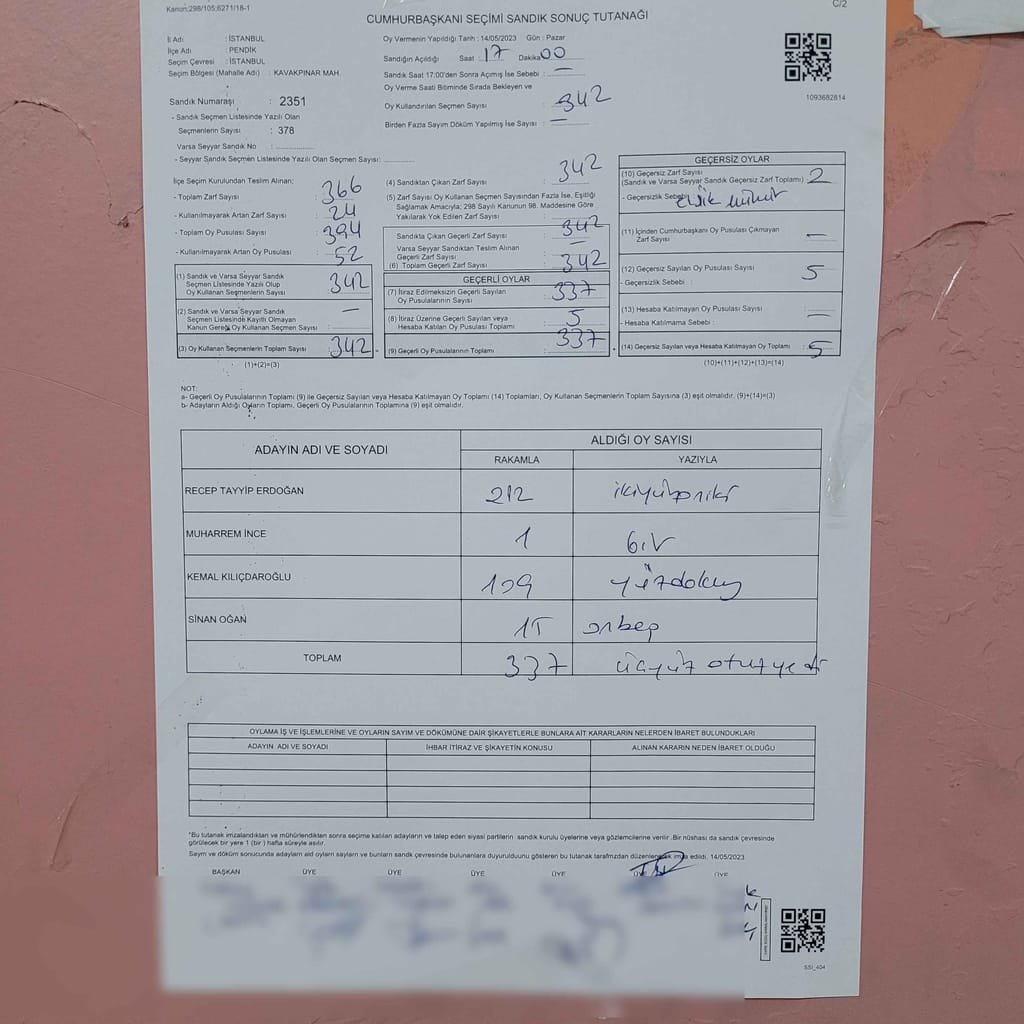 Kanun:298/105;6271/18-1
C/2
CUMHURBAŞKANI SEÇİMİ SANDIK SONUÇ TUTANAĞI
İl Adı : İSTANBUL
İlçe Adı : PENDİK
Seçim Çevresi : İSTANBUL
Seçim Bölgesi (Mahalle Adı) : KAVAKPINAR MAH.
Sandık Numarası : 2351
- Sandık Seçmen Listesinde Yazılı Olan
Seçmenlerin Sayısı : 378
Varsa Seyyar Sandık No :
- Seyyar Sandık Seçmen Listesinde Yazılı Olan Seçmen Sayısı:
Oy Vermenin Yapıldığı Tarih : 14/05/2023 Gün : Pazar
Sandığın Açıldığı Saat : 17 Dakika 00
Sandık Saat 17:00'den Sonra Açımış İse Sebebi : —
Oy Verme Saati Bitiminde Sırada Bekleyen ve
Oy Kullandırılan Seçmen Sayısı : 342
Birden Fazla Sayım Döküm Yapılmış İse Sayısı : —
1093682814
İlçe Seçim Kurulundan Teslim Alınan;
- Toplam Zarf Sayısı : 366
- Kullanılmayarak Artan Zarf Sayısı : 24
- Toplam Oy Pusulası Sayısı : 394
- Kullanılmayarak Artan Oy Pusulası : 52
(1) Sandık ve Varsa Seyyar Sandık
Seçmen Listesinde Yazılı Olup
Oy Kullanan Seçmenlerin Sayısı 342
(2) Sandık ve Varsa Seyyar Sandık
Seçmen Listesinde Kayıtlı Olmayan
Kanun Gereği Oy Kullanan Seçmen Sayısı : —
(3) Oy Kullanan Seçmenlerin Toplam Sayısı 342
(1)+(2)=(3)
(4) Sandıktan Çıkan Zarf Sayısı : 342
(5) Zarf Sayısı Oy Kullanan Seçmen Sayısından Fazla İse, Eşitliği
Sağlamak Amacıyla; 298 Sayılı Kanunun 98. Maddesine Göre
Yakılarak Yok Edilen Zarf Sayısı :
Sandıkta Çıkan Geçerli Zarf Sayısı : 342
Varsa Seyyar Sandıktan Teslim Alınan
Geçerli Zarf Sayısı : —
(6) Toplam Geçerli Zarf Sayısı : 342
GEÇERLİ OYLAR
(7) İtiraz Edilmeksizin Geçerli Sayılan
Oy Pusulalarının Sayısı : 337
(8) İtiraz Üzerine Geçerli Sayılan veya
Hesaba Katılan Oy Pusulası Toplamı : 5
(9) Geçerli Oy Pusulalarının Toplamı : 337
GEÇERSİZ OYLAR
(10) Geçersiz Zarf Sayısı
(Sandık ve Varsa Seyyar Sandık Geçersiz Zarf Toplamı) 2
- Geçersizlik Sebebi
(11) İçinden Cumhurbaşkanı Oy Pusulası Çıkmayan
Zarf Sayısı —
(12) Geçersiz Sayılan Oy Pusulası Sayısı : 5
- Geçersizlik Sebebi :
(13) Hesaba Katılmayan Oy Pusulası Sayısı : —
- Hesaba Katılmama Sebebi :
(14) Geçersiz Sayılan veya Hesaba Katılmayan Oy Toplamı : 5
(10)+(11)+(12)+(13)=(14)
NOT:
a- Geçerli Oy Pusulalarının Toplamı (9) ile Geçersiz Sayılan veya Hesaba Katılmayan Oy Toplamı (14) Toplamları, Oy Kullanan Seçmenlerin Toplam Sayısına (3) eşit olmalıdır. (9)+(14)=(3)
b- Adayların Aldığı Oyların Toplamı, Geçerli Oy Pusulalarının Toplamına (9) eşit olmalıdır.
ADAYIN ADI VE SOYADI
ALDIĞI OY SAYISI
RAKAMLA YAZIYLA
RECEP TAYYİP ERDOĞAN 212 ikiyüzoniki
MUHARREM İNCE 1 bir
KEMAL KILIÇDAROĞLU 109 yüzdokuz
SİNAN OĞAN 15 onbeş
TOPLAM 337 üçyüz otuzyedi
OYLAMA İŞ VE İŞLEMLERİNE VE OYLARIN SAYIM VE DÖKÜMÜNE DAİR ŞİKAYETLERLE BUNLARA AİT KARARLARIN NELERDEN İBARET BULUNDUKLARI
ADAYIN ADI VE SOYADI İHBAR İTİRAZ VE ŞİKAYETİN KONUSU ALINAN KARARIN NEDEN İBARET OLDUĞU
"Bu tutanak imzalandıktan ve mühürlendikten sonra seçime katılan adayların ve talep eden siyasi partilerin sandık kurulu üyelerine veya gözlemcilerine verilir. Bir nüshası da sandık çevresinde
görülecek bir yere 1 (bir) hafta süreyle asılır.
Sayım ve döküm sonucunda adayların ad oyların sayıları ve bunların sandık çevresinde bulunanlara duyurulduğunu gösteren bu tutanak tarafımızdan düzenlenerek imza edildi. 14/05/2023
BAŞKAN ÜYE ÜYE ÜYE ÜYE ÜYE ÜYE
SSI_404